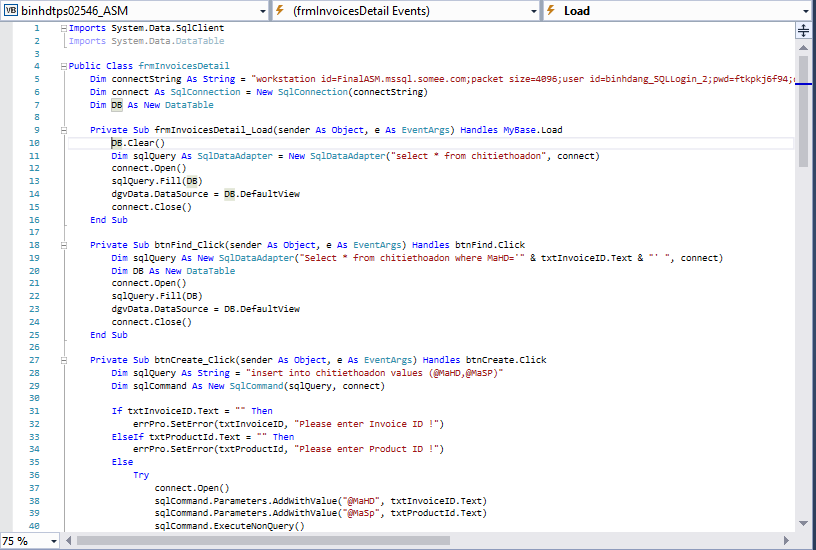 binhdtps02546_ASM
(frmInvoicesDetail Events)
Load
1 Imports System.Data.SqlClient
2 Imports System.Data.DataTable
3
4 Public Class frmInvoicesDetail
5 Dim connectString As String = "workstation id=FinalASM.mssql.somee.com;packet size=4096;user id=binhdang_SQLLogin_2;pwd=ftkpkj6f94;
6 Dim connect As SqlConnection = New SqlConnection(connectString)
7 Dim DB As New DataTable
8
9 Private Sub frmInvoicesDetail_Load(sender As Object, e As EventArgs) Handles MyBase.Load
10 DB.Clear()
11 Dim sqlQuery As SqlDataAdapter = New SqlDataAdapter("select * from chitiethoadon", connect)
12 connect.Open()
13 sqlQuery.Fill(DB)
14 dgvData.DataSource = DB.DefaultView
15 connect.Close()
16 End Sub
17
18 Private Sub btnFind_Click(sender As Object, e As EventArgs) Handles btnFind.Click
19 Dim sqlQuery As New SqlDataAdapter("Select * from chitiethoadon where MaHD='" & txtInvoiceID.Text & "' ", connect)
20 Dim DB As New DataTable
21 connect.Open()
22 sqlQuery.Fill(DB)
23 dgvData.DataSource = DB.DefaultView
24 connect.Close()
25 End Sub
26
27 Private Sub btnCreate_Click(sender As Object, e As EventArgs) Handles btnCreate.Click
28 Dim sqlQuery As String = "insert into chitiethoadon values (@MaHD,@MaSP)"
29 Dim sqlCommand As New SqlCommand(sqlQuery, connect)
30
31 If txtInvoiceID.Text = "" Then
32 errPro.SetError(txtInvoiceID, "Please enter Invoice ID !")
33 ElseIf txtProductId.Text = "" Then
34 errPro.SetError(txtProductId, "Please enter Product ID !")
35 Else
36 Try
37 connect.Open()
38 sqlCommand.Parameters.AddWithValue("@MaHD", txtInvoiceID.Text)
39 sqlCommand.Parameters.AddWithValue("@MaSp", txtProductId.Text)
40 sqlCommand.ExecuteNonQuery()
75 %